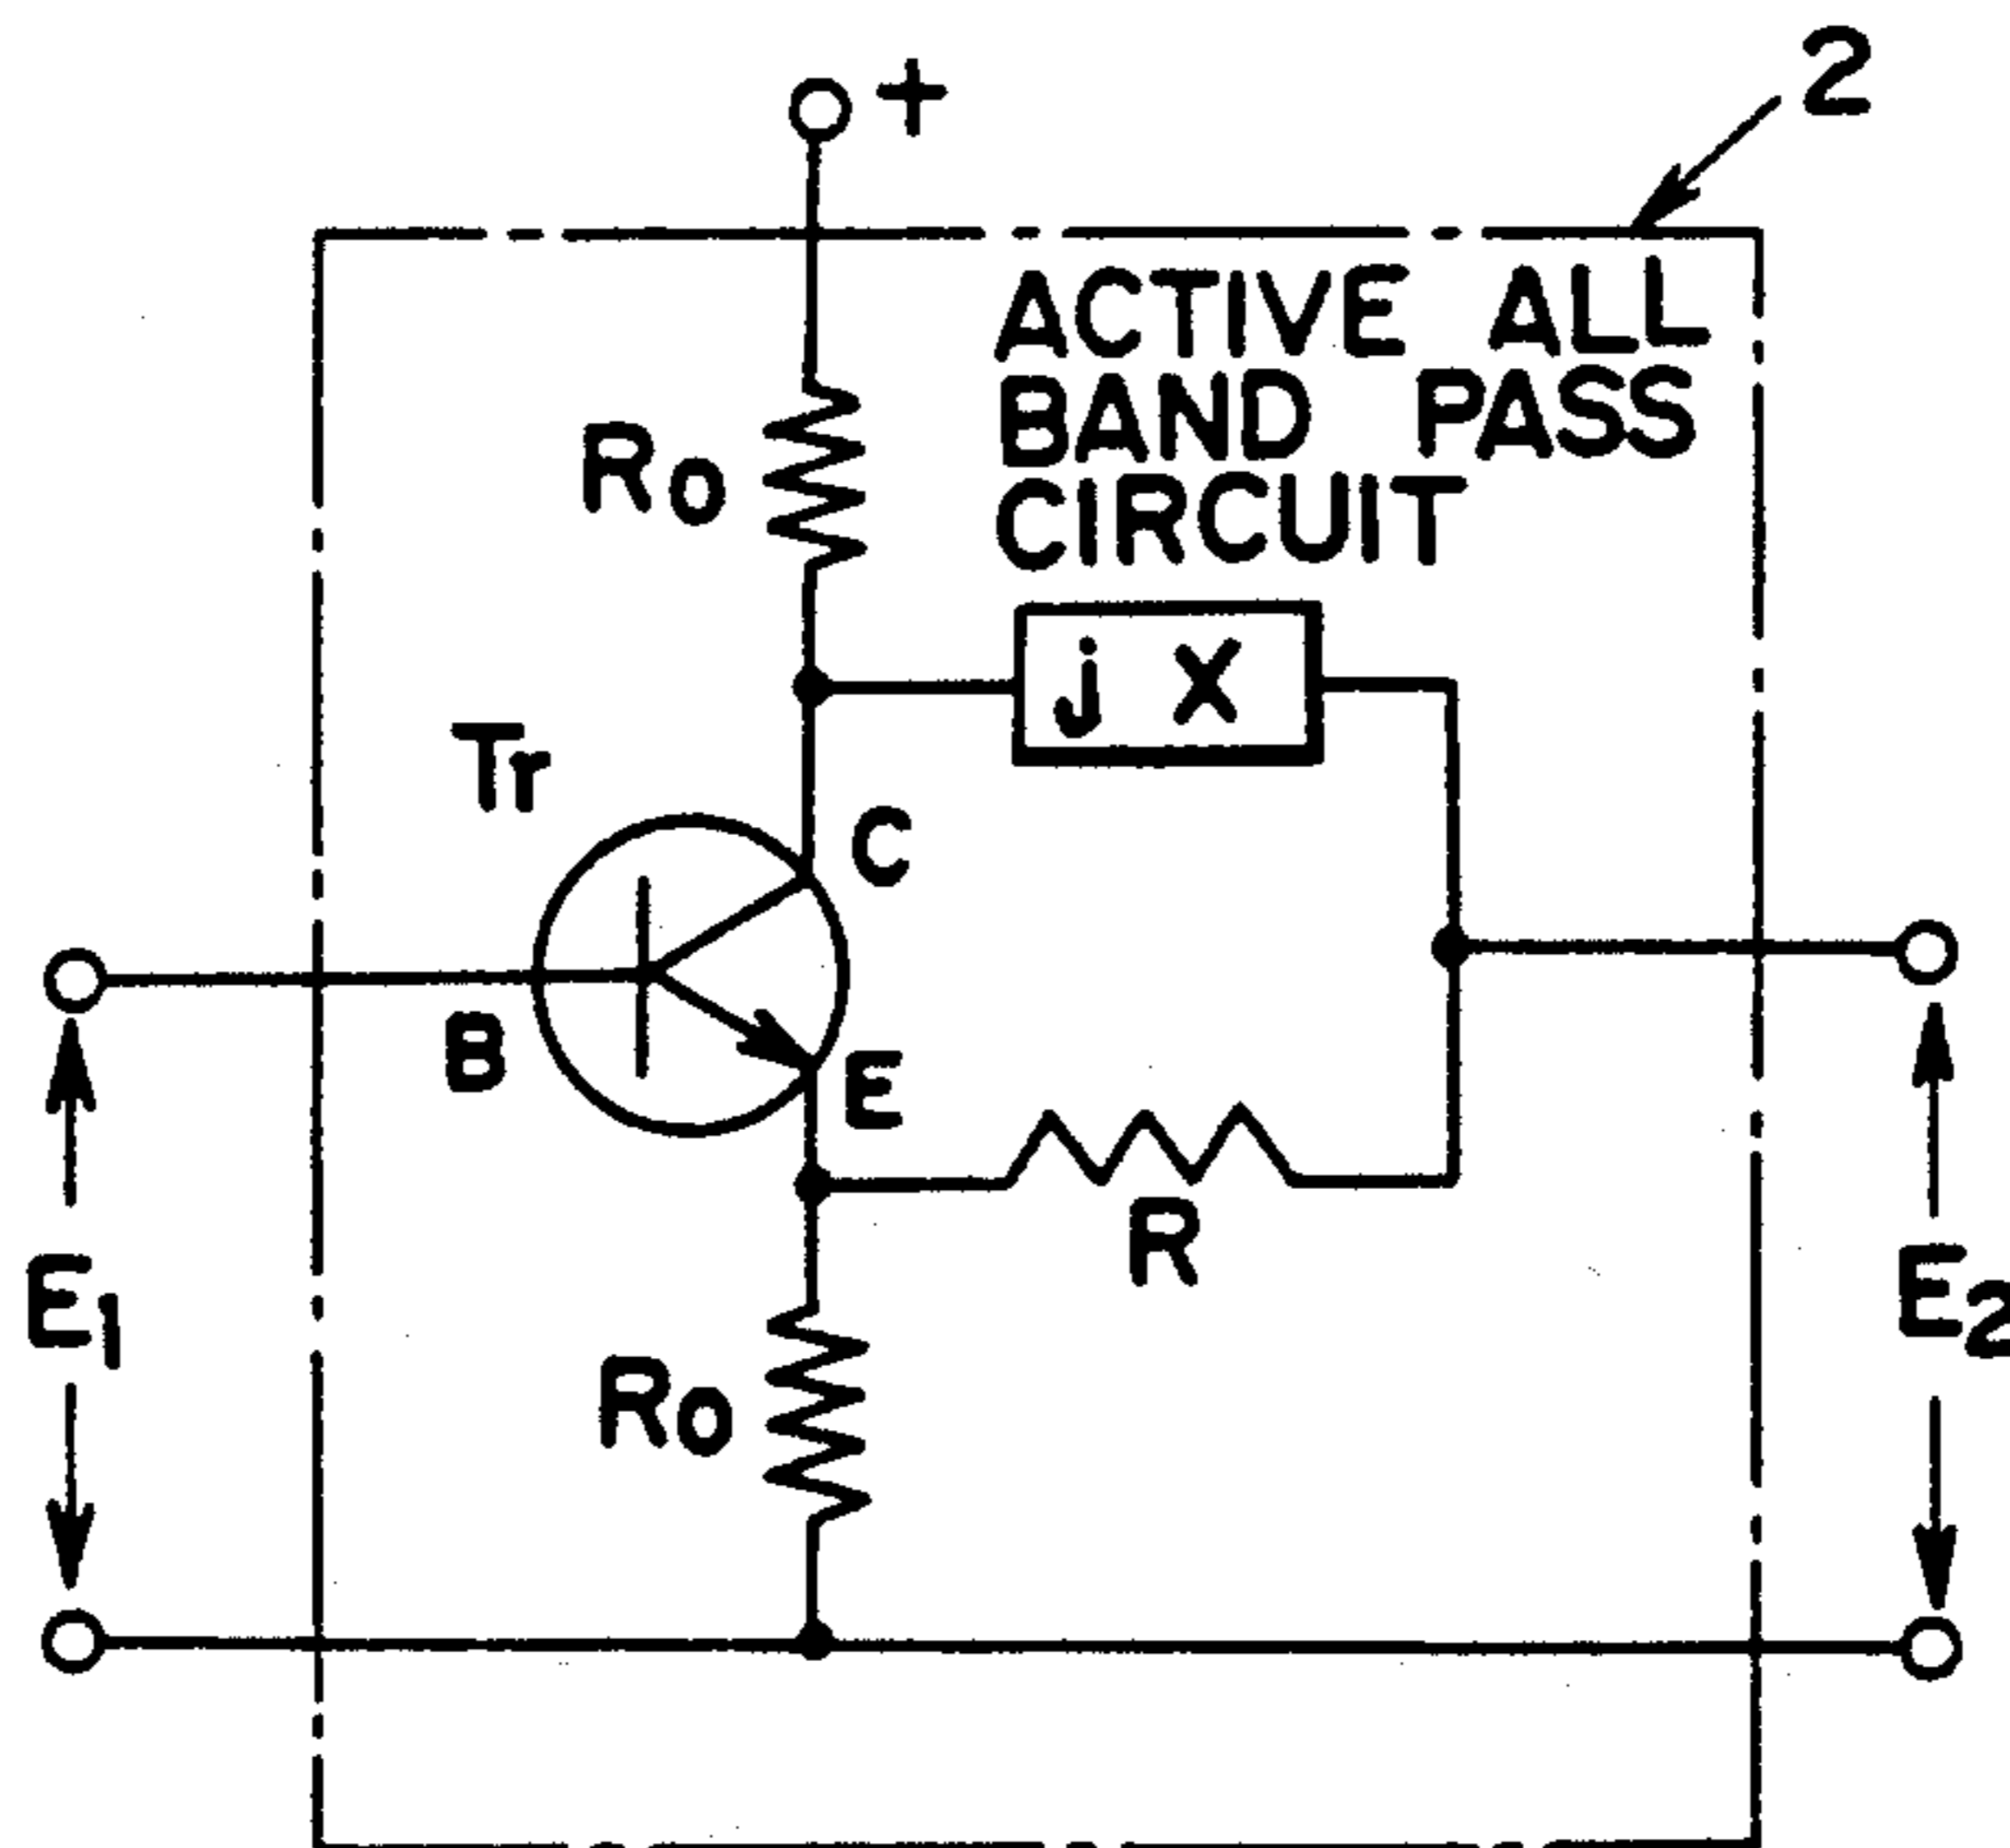 2
+
ACTIVE ALL
BAND PASS
CIRCUIT
Ro
j X
Tr
C
B
E
R
E1
E2
Ro